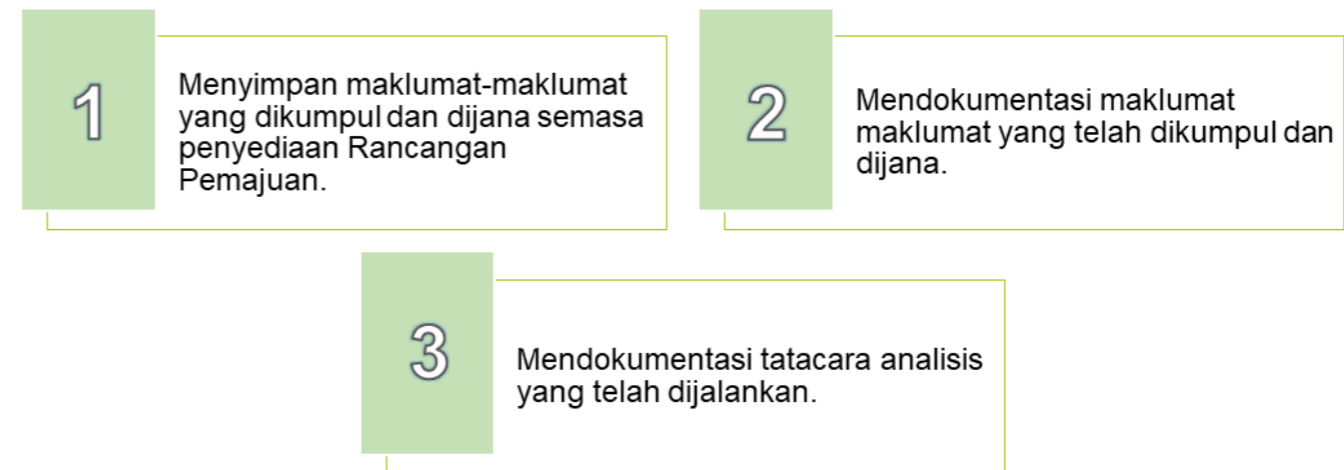 1
Menyimpan maklumat-maklumat
yang dikumpul dan dijana semasa
penyediaan Rancangan
Pemajuan.
2
Mendokumentasi maklumat
maklumat yang telah dikumpul dan
dijana.
3
Mendokumentasi tatacara analisis
yang telah dijalankan.